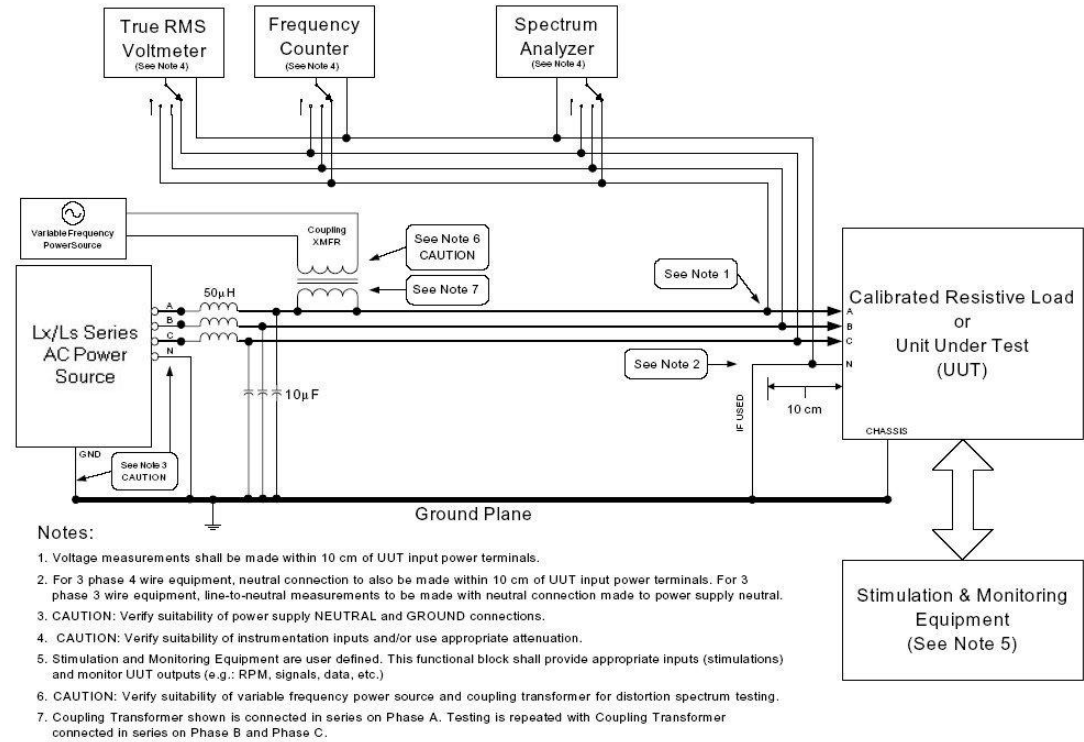 True RMS
Voltmeter
(See Note 4)
Frequency
Counter
(See Note 4)
Spectrum
Analyzer
(See Note 4)
Variable Frequency
PowerSource
Coupling
XMFR
See Note 6
CAUTION
See Note 7
See Note 1
See Note 2
50μH
A
B
C
N
Lx/Ls Series
AC Power
Source
10μF
GND
See Note 3
CAUTION
IF USED
10 cm
A
B
C
N
Calibrated Resistive Load
or
Unit Under Test
(UUT)
CHASSIS
Ground Plane
Stimulation & Monitoring
Equipment
(See Note 5)
Notes:
1. Voltage measurements shall be made within 10 cm of UUT input power terminals.
2. For 3 phase 4 wire equipment, neutral connection to also be made within 10 cm of UUT input power terminals. For 3
phase 3 wire equipment, line-to-neutral measurements to be made with neutral connection made to power supply neutral.
3. CAUTION: Verify suitability of power supply NEUTRAL and GROUND connections.
4. CAUTION: Verify suitability of instrumentation inputs and/or use appropriate attenuation.
5. Stimulation and Monitoring Equipment are user defined. This functional block shall provide appropriate inputs (stimulations)
and monitor UUT outputs (e.g.: RPM, signals, data, etc.)
6. CAUTION: Verify suitability of variable frequency power source and coupling transformer for distortion spectrum testing.
7. Coupling Transformer shown is connected in series on Phase A. Testing is repeated with Coupling Transformer
connected in series on Phase B and Phase C.